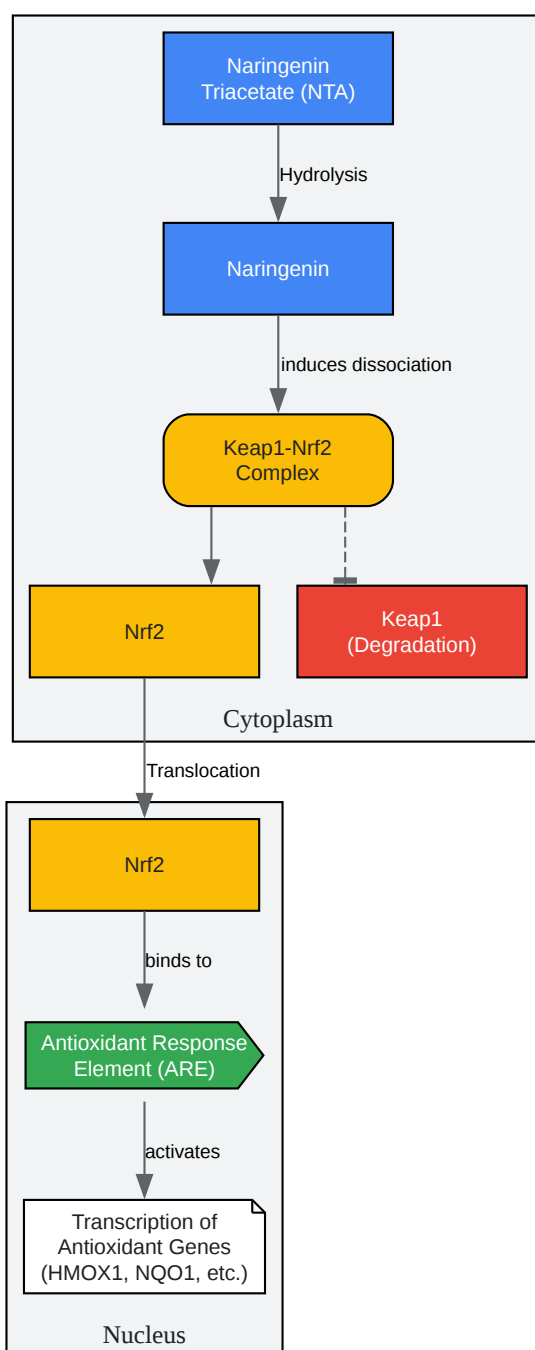 Naringenin
Triacetate (NTA)
Hydrolysis
Naringenin
induces dissociation
Keap1-Nrf2
Complex
Nrf2
Keap1
(Degradation)
Cytoplasm
Translocation
Nrf2
binds to
Antioxidant Response
Element (ARE)
activates
Transcription of
Antioxidant Genes
(HMOX1, NQO1, etc.)
Nucleus